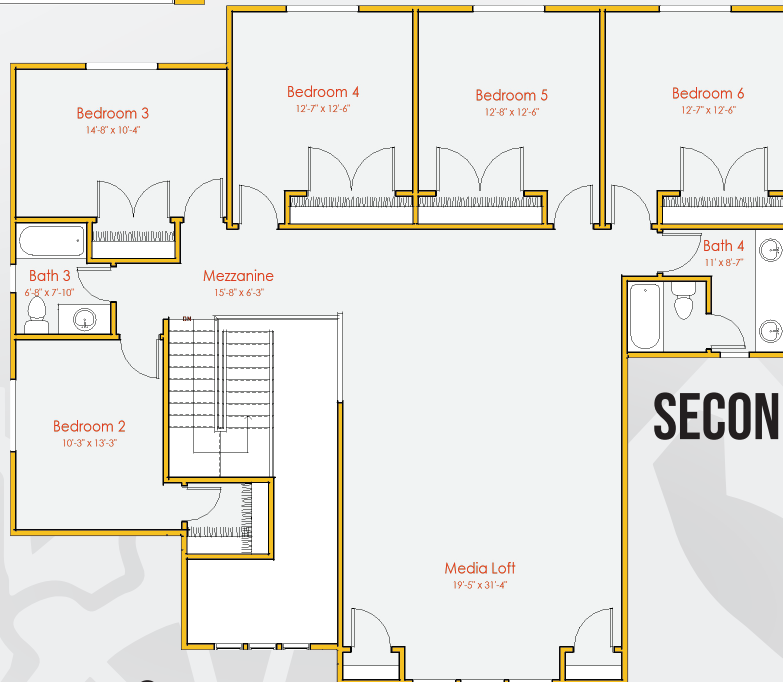 Bedroom 4
12'-7" x 12'-6"
Bedroom 5
12'-8" x 12'-6"
Bedroom 6
12'-7" x 12'-6"
Bedroom 3
14'-8" x 10'-4"
Bath 4
11' x 8'-7"
Bath 3
6'-8" x 7'-10"
Mezzanine
15'-8" x 6'-3"
DN
SECON
Bedroom 2
10'-3" x 13'-3"
Media Loft
19'-5" x 31'-4"